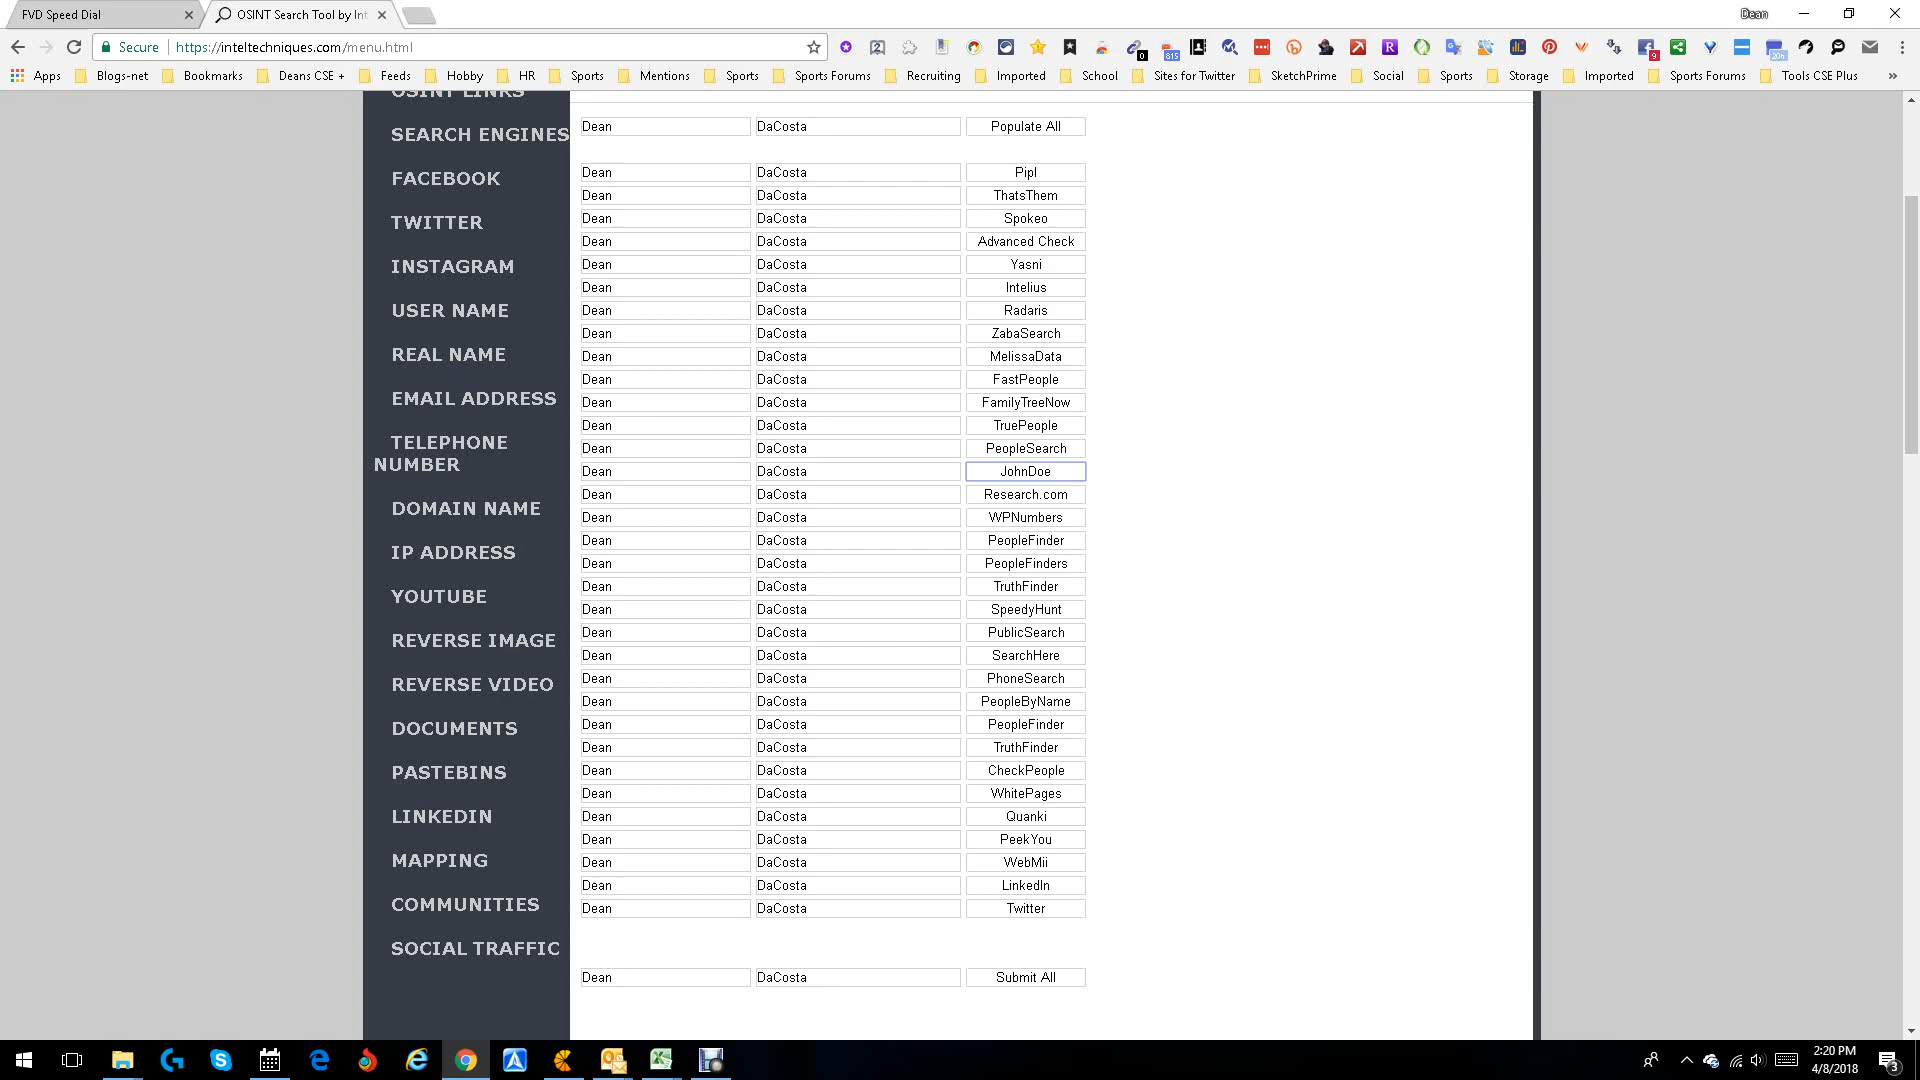 FVD Speed Dial
OSINT Search Tool by Int
Dean
Secure
https://inteltechniques.com/menu.html
Apps
Blogs-net
Bookmarks
Deans CSE +
Feeds
Hobby
HR
Sports
Mentions
Sports
Sports Forums
Recruiting
Imported
School
Sites for Twitter
SketchPrime
Social
Sports
Storage
Imported
Sports Forums
Tools CSE Plus
OSINT LINKS
SEARCH ENGINES
FACEBOOK
TWITTER
INSTAGRAM
USER NAME
REAL NAME
EMAIL ADDRESS
TELEPHONE
NUMBER
DOMAIN NAME
IP ADDRESS
YOUTUBE
REVERSE IMAGE
REVERSE VIDEO
DOCUMENTS
PASTEBINS
LINKEDIN
MAPPING
COMMUNITIES
SOCIAL TRAFFIC
Dean DaCosta Populate All
Dean DaCosta Pipl
Dean DaCosta ThatsThem
Dean DaCosta Spokeo
Dean DaCosta Advanced Check
Dean DaCosta Yasni
Dean DaCosta Intelius
Dean DaCosta Radaris
Dean DaCosta ZabaSearch
Dean DaCosta MelissaData
Dean DaCosta FastPeople
Dean DaCosta FamilyTreeNow
Dean DaCosta TruePeople
Dean DaCosta PeopleSearch
Dean DaCosta JohnDoe
Dean DaCosta Research.com
Dean DaCosta WPNumbers
Dean DaCosta PeopleFinder
Dean DaCosta PeopleFinders
Dean DaCosta TruthFinder
Dean DaCosta SpeedyHunt
Dean DaCosta PublicSearch
Dean DaCosta SearchHere
Dean DaCosta PhoneSearch
Dean DaCosta PeopleByName
Dean DaCosta PeopleFinder
Dean DaCosta TruthFinder
Dean DaCosta CheckPeople
Dean DaCosta WhitePages
Dean DaCosta Quanki
Dean DaCosta PeekYou
Dean DaCosta WebMii
Dean DaCosta LinkedIn
Dean DaCosta Twitter
Dean DaCosta Submit All
2:20 PM
4/8/2018
3